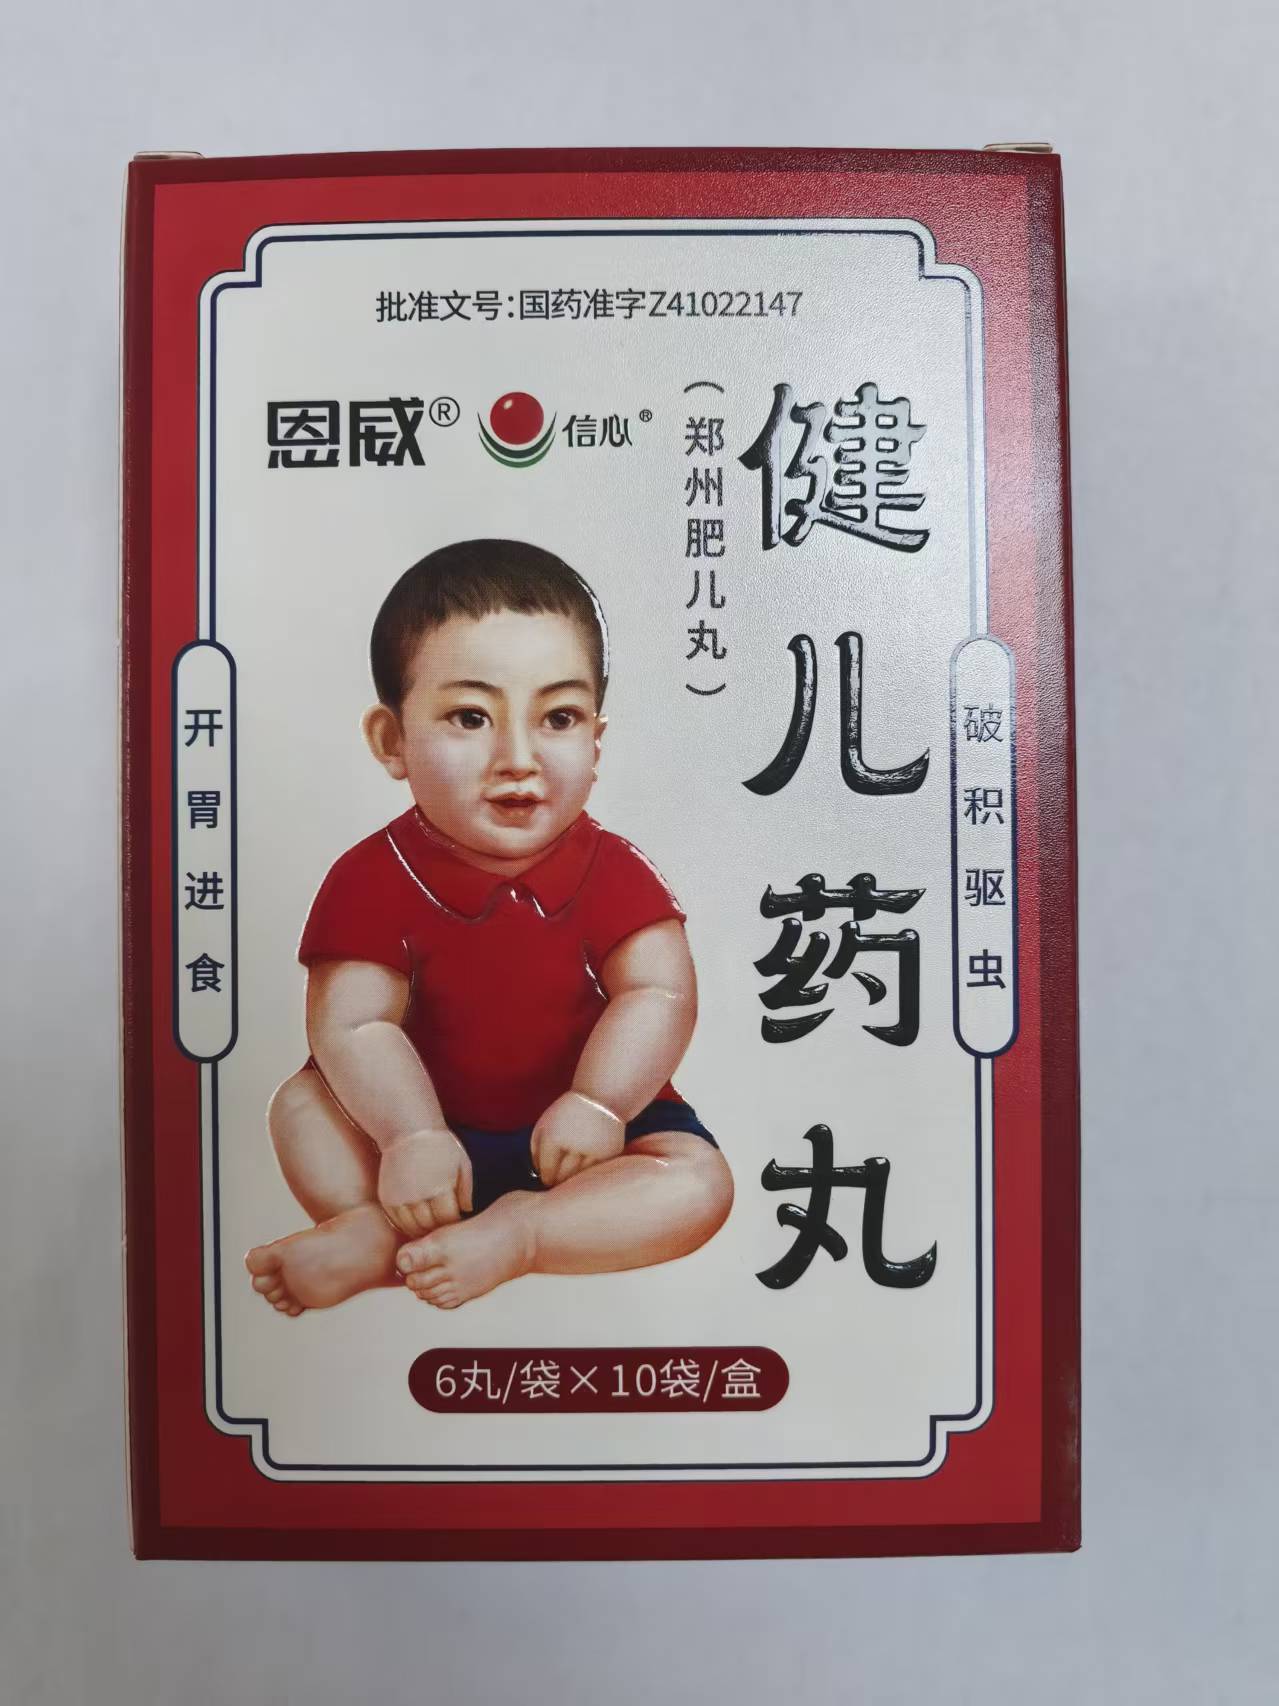 批准文号:国药准字Z41022147
恩威®
信心®
健儿药丸
(郑州肥儿丸)
开胃进食
破积驱虫
6丸/袋×10袋/盒